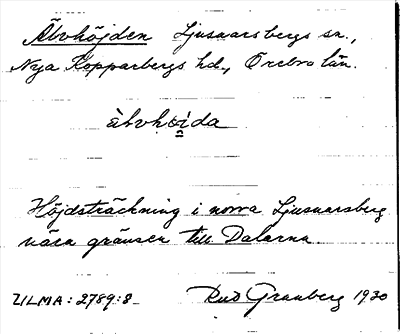 Älvhöjden Ljusnarsbergs sn.,
Nya Kopparbergs hd., Örebro län.
älvhöida
Höjdsträckning i norra Ljusnarsberg
nära gränsen till Dalarna.
ULMA: 2789:8. Rud Granberg 1930